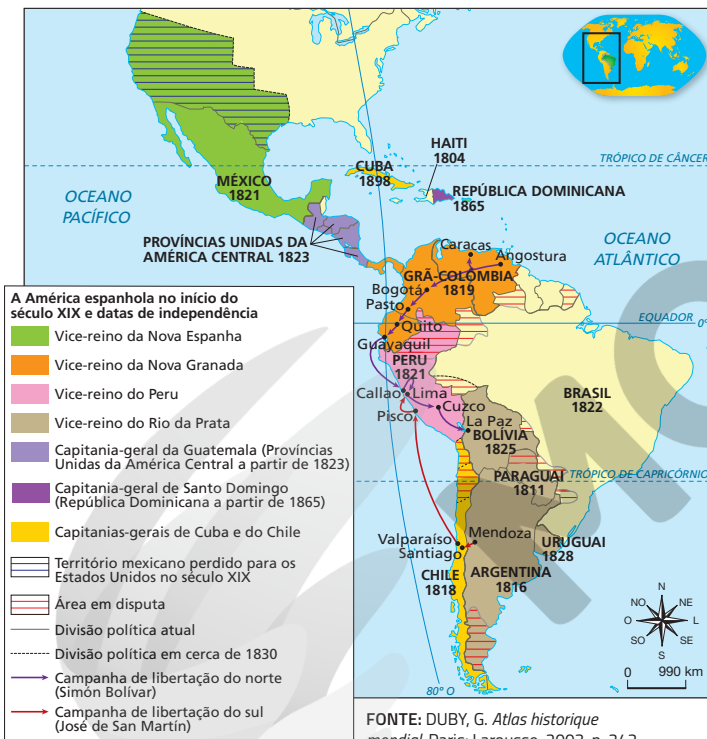 HAITI
1804
TRÓPICO DE CÂNCER
CUBA
1898
MÉXICO
1821
REPÚBLICA DOMINICANA
1865
OCEANO
PACÍFICO
PROVÍNCIAS UNIDAS DA
AMÉRICA CENTRAL 1823
OCEANO
ATLÂNTICO
Caracas
Angostura
GRÃ-COLÔMBIA
1819
Bogotá
Pasto
EQUADOR
0°
Quito
Guayaquil
PERU
1821
BRASIL
1822
Callao
Lima
Cuzco
Pisco
La Paz
BOLÍVIA
1825
TRÓPICO DE CAPRICÓRNIO
PARAGUAI
1811
Valparaíso
Mendoza
Santiago
URUGUAI
1828
CHILE
1818
ARGENTINA
1816
80° O
N
NO
NE
O
L
SO
SE
S
0
990 km
A América espanhola no início do
século XIX e datas de independência
Vice-reino da Nova Espanha
Vice-reino da Nova Granada
Vice-reino do Peru
Vice-reino do Rio da Prata
Capitania-geral da Guatemala (Províncias
Unidas da América Central a partir de 1823)
Capitania-geral de Santo Domingo
(República Dominicana a partir de 1865)
Capitanias-gerais de Cuba e do Chile
Território mexicano perdido para os
Estados Unidos no século XIX
Área em disputa
Divisão política atual
Divisão política em cerca de 1830
Campanha de libertação do norte
(Simón Bolívar)
Campanha de libertação do sul
(José de San Martín)
FONTE: DUBY, G. Atlas historique